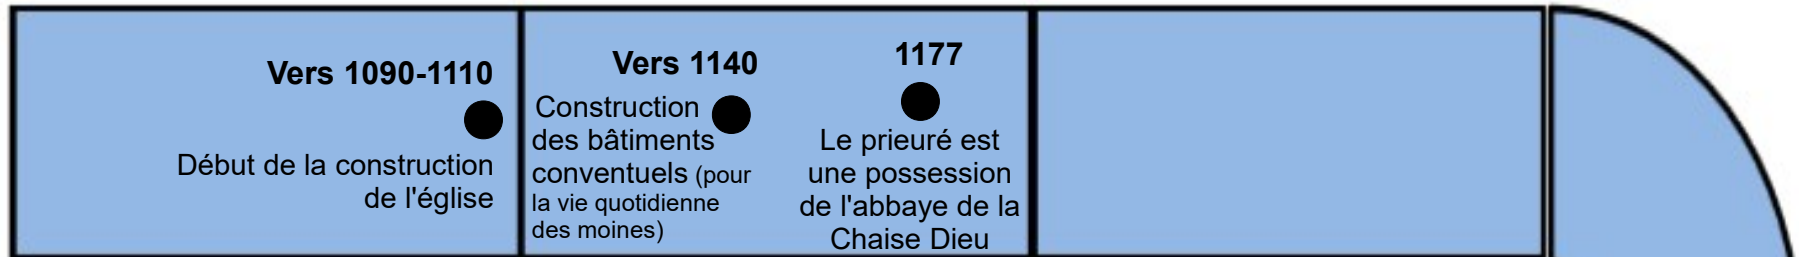 Vers 1090-1110
Début de la construction
de l'église
Vers 1140
Construction
des bâtiments
conventuels (pour
la vie quotidienne
des moines)
1177
Le prieuré est
une possession
de l'abbaye de la
Chaise Dieu